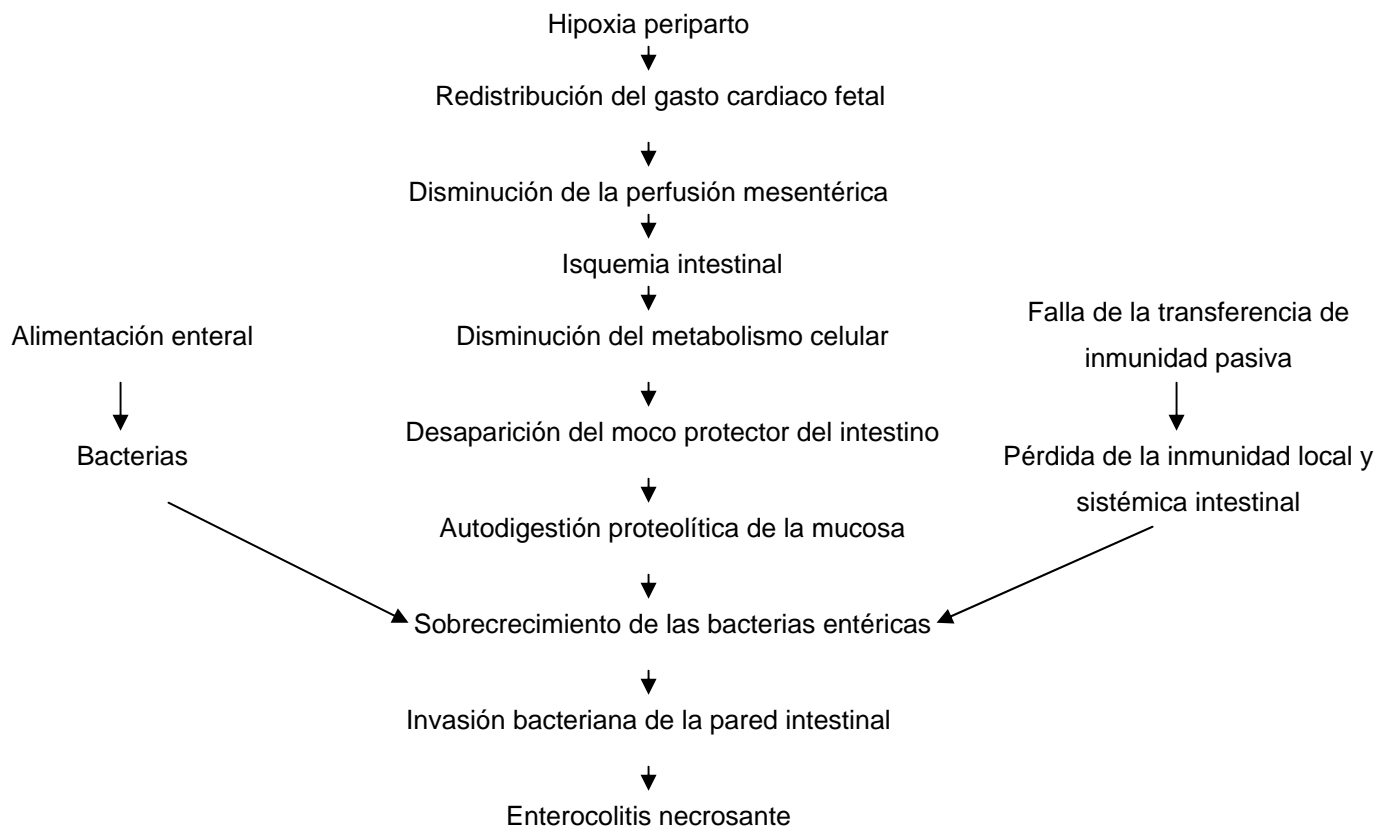 Hipoxia periparto
Redistribución del gasto cardiaco fetal
Disminución de la perfusión mesentérica
Isquemia intestinal
Alimentación enteral
Disminución del metabolismo celular
Falla de la transferencia de
inmunidad pasiva
Bacterias
Desaparición del moco protector del intestino
Pérdida de la inmunidad local y
sistémica intestinal
Autodigestión proteolítica de la mucosa
Sobrecrecimiento de las bacterias entéricas
Invasión bacteriana de la pared intestinal
Enterocolitis necrosante